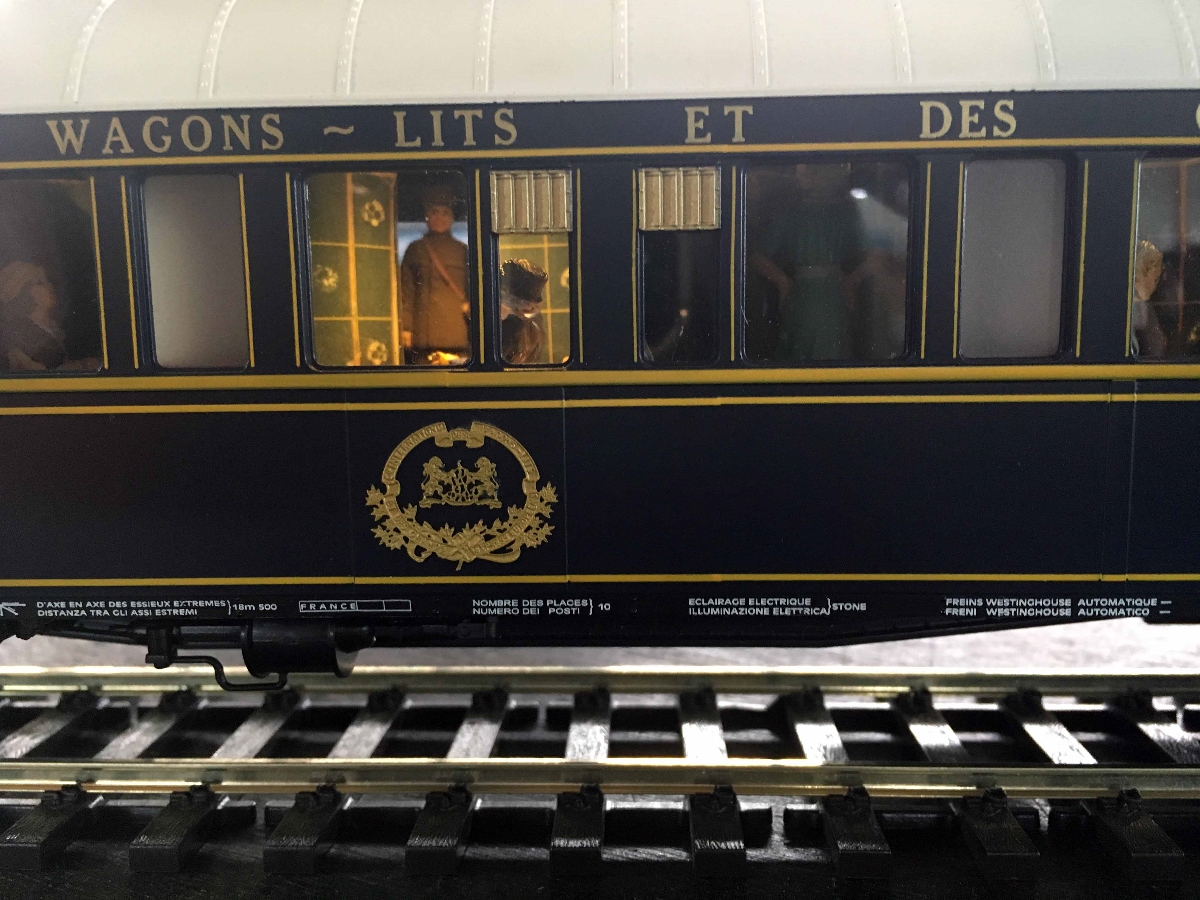 WAGONS ~ LITS ET DES
D'AXE EN AXE DES ESSIEUX EXTREMES
DISTANZA TRA GLI ASSI ESTREMI
} 18m 500
FRANCE
NOMBRE DES PLACES
NUMERO DEI POSTI
} 10
ECLAIRAGE ELECTRIQUE
ILLUMINAZIONE ELETTRICA
} STONE
FREINS WESTINGHOUSE AUTOMATIQUE —
FRENI WESTINGHOUSE AUTOMATICO —